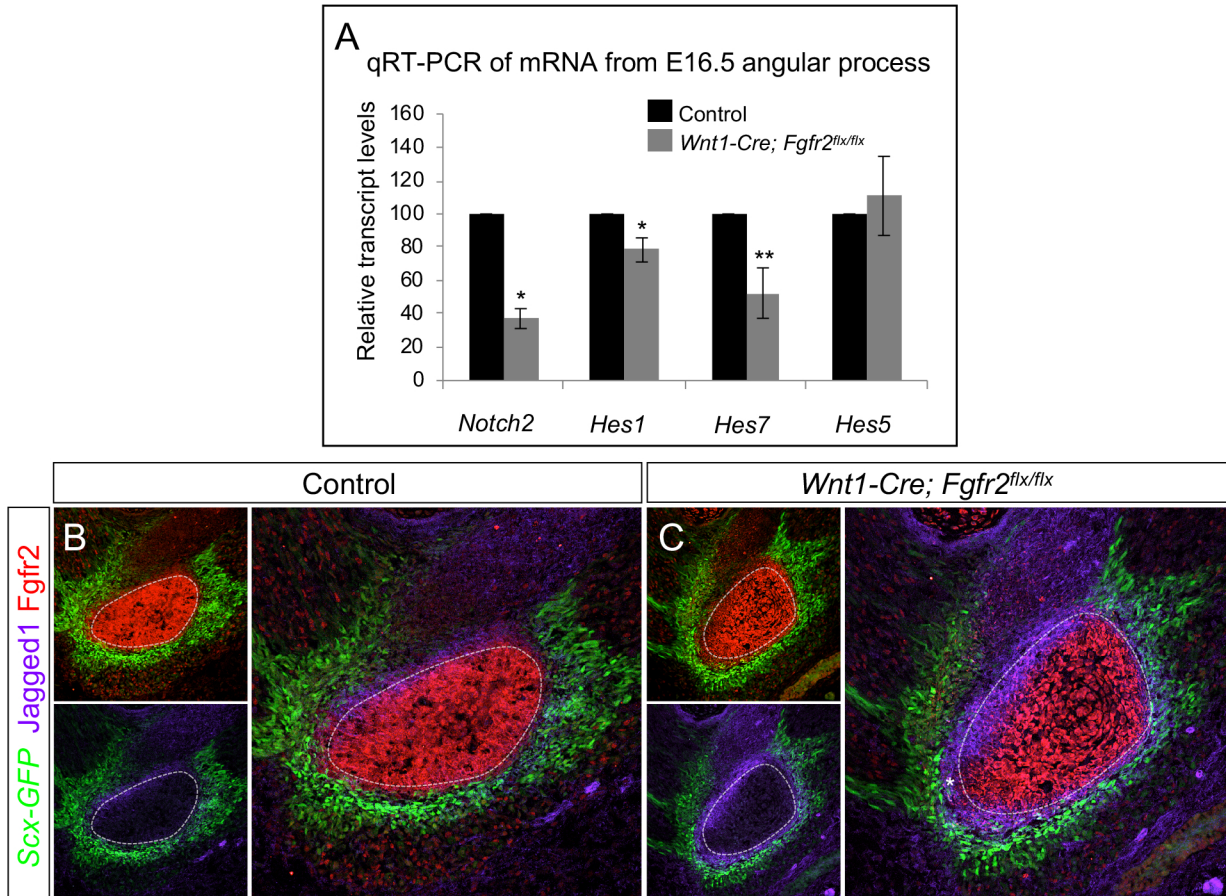 A
qRT-PCR of mRNA from E16.5 angular process
Control
Wnt1-Cre; Fgfr2flx/flx
Relative transcript levels
160
140
120
100
80
60
40
20
0
*
*
**
Notch2 Hes1 Hes7 Hes5
Control
Wnt1-Cre; Fgfr2flx/flx
Scx-GFP Jagged1 Fgfr2
B
C
*